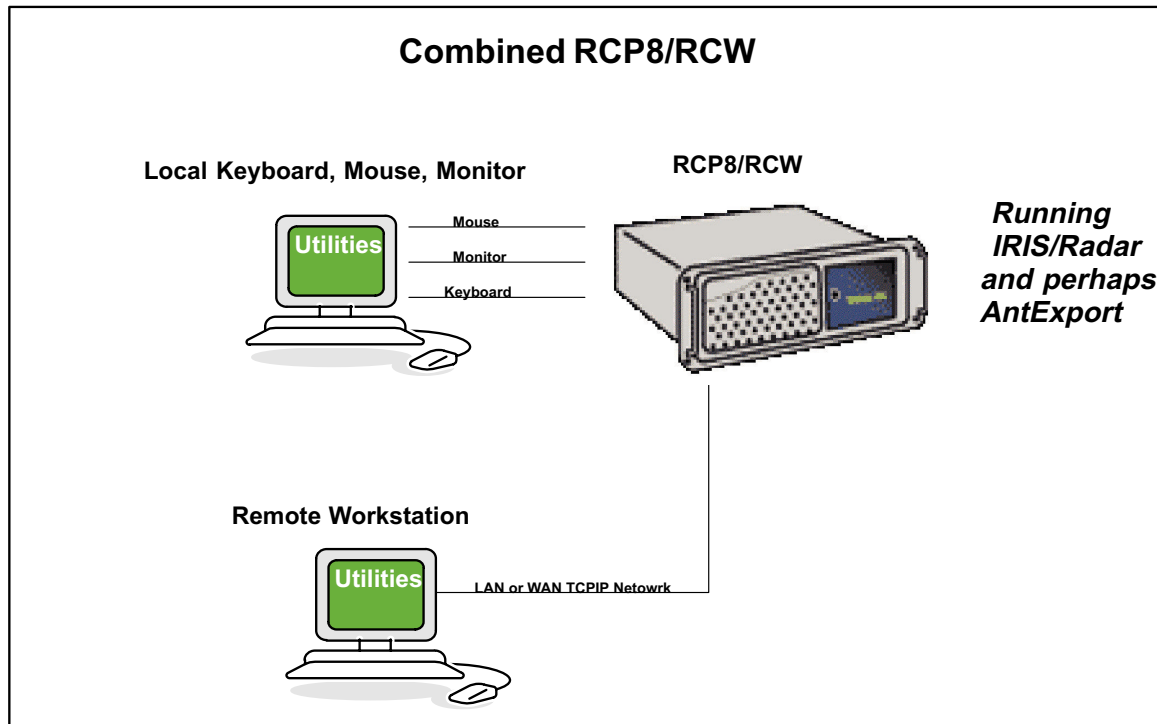 Combined RCP8/RCW
Local Keyboard, Mouse, Monitor
RCP8/RCW
Utilities
Mouse
Monitor
Keyboard
Running
IRIS/Radar
and perhaps
AntExport
Remote Workstation
Utilities
LAN or WAN TCPIP Netowrk